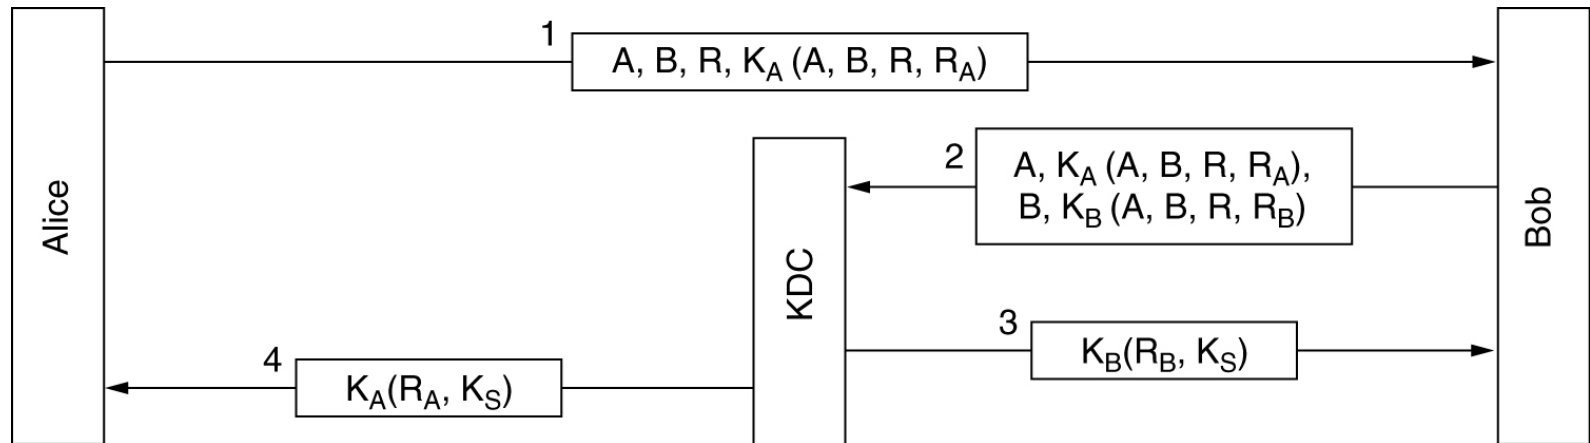 Alice
1
A, B, R, K_A (A, B, R, R_A)
2
A, K_A (A, B, R, R_A),
B, K_B (A, B, R, R_B)
Bob
KDC
3
K_B(R_B, K_S)
4
K_A(R_A, K_S)